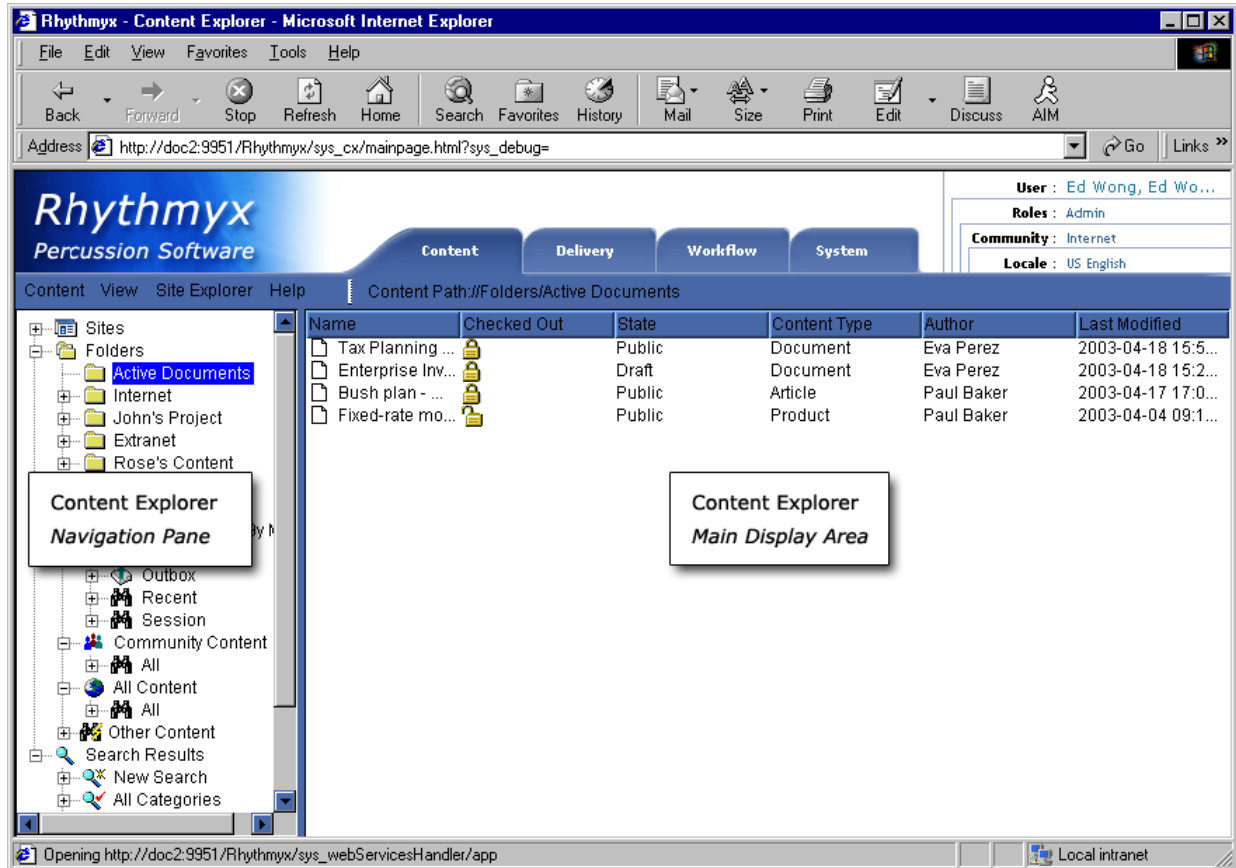 Rhythmyx - Content Explorer - Microsoft Internet Explorer
File Edit View Favorites Tools Help
Back Forward Stop Refresh Home Search Favorites History Mail Size Print Edit Discuss AIM
Address http://doc2:9951/Rhythmyx/sys_cx/mainpage.html?sys_debug= Go Links »
Rhythmyx
Percussion Software
Content Delivery Workflow System
User : Ed Wong, Ed Wo...
Roles : Admin
Community : Internet
Locale : US English
Content View Site Explorer Help Content Path://Folders/Active Documents
Sites
Folders
Active Documents
Internet
John's Project
Extranet
Rose's Content
Content Explorer
Navigation Pane
Outbox
Recent
Session
Community Content
All
All Content
All
Other Content
Search Results
New Search
All Categories
Name Checked Out State Content Type Author Last Modified
Tax Planning ... Public Document Eva Perez 2003-04-18 15:5...
Enterprise Inv... Draft Document Eva Perez 2003-04-18 15:2...
Bush plan - ... Public Article Paul Baker 2003-04-17 17:0...
Fixed-rate mo... Public Product Paul Baker 2003-04-04 09:1...
Content Explorer
Main Display Area
Opening http://doc2:9951/Rhythmyx/sys_webServicesHandler/app Local intranet